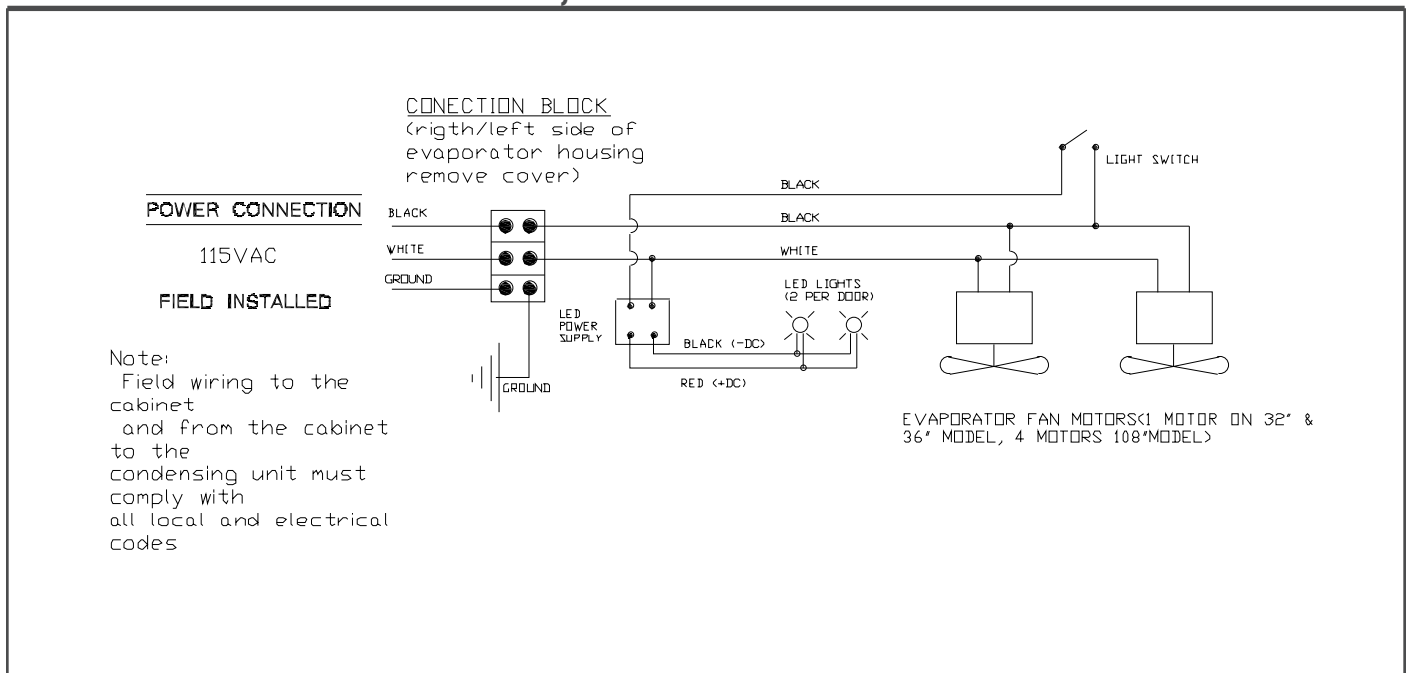 CONECTION BLOCK
(rigth/left side of
evaporator housing
remove cover)
LIGHT SWITCH
BLACK
POWER CONNECTION
BLACK
BLACK
115VAC
WHITE
WHITE
GROUND
FIELD INSTALLED
LED LIGHTS
(2 PER DOOR)
LED
POWER
SUPPLY
BLACK (-DC)
RED (+DC)
GROUND
Note:
Field wiring to the
cabinet
and from the cabinet
to the
condensing unit must
comply with
all local and electrical
codes
EVAPORATOR FAN MOTORS(1 MOTOR ON 32" &
36" MODEL, 4 MOTORS 108"MODEL)